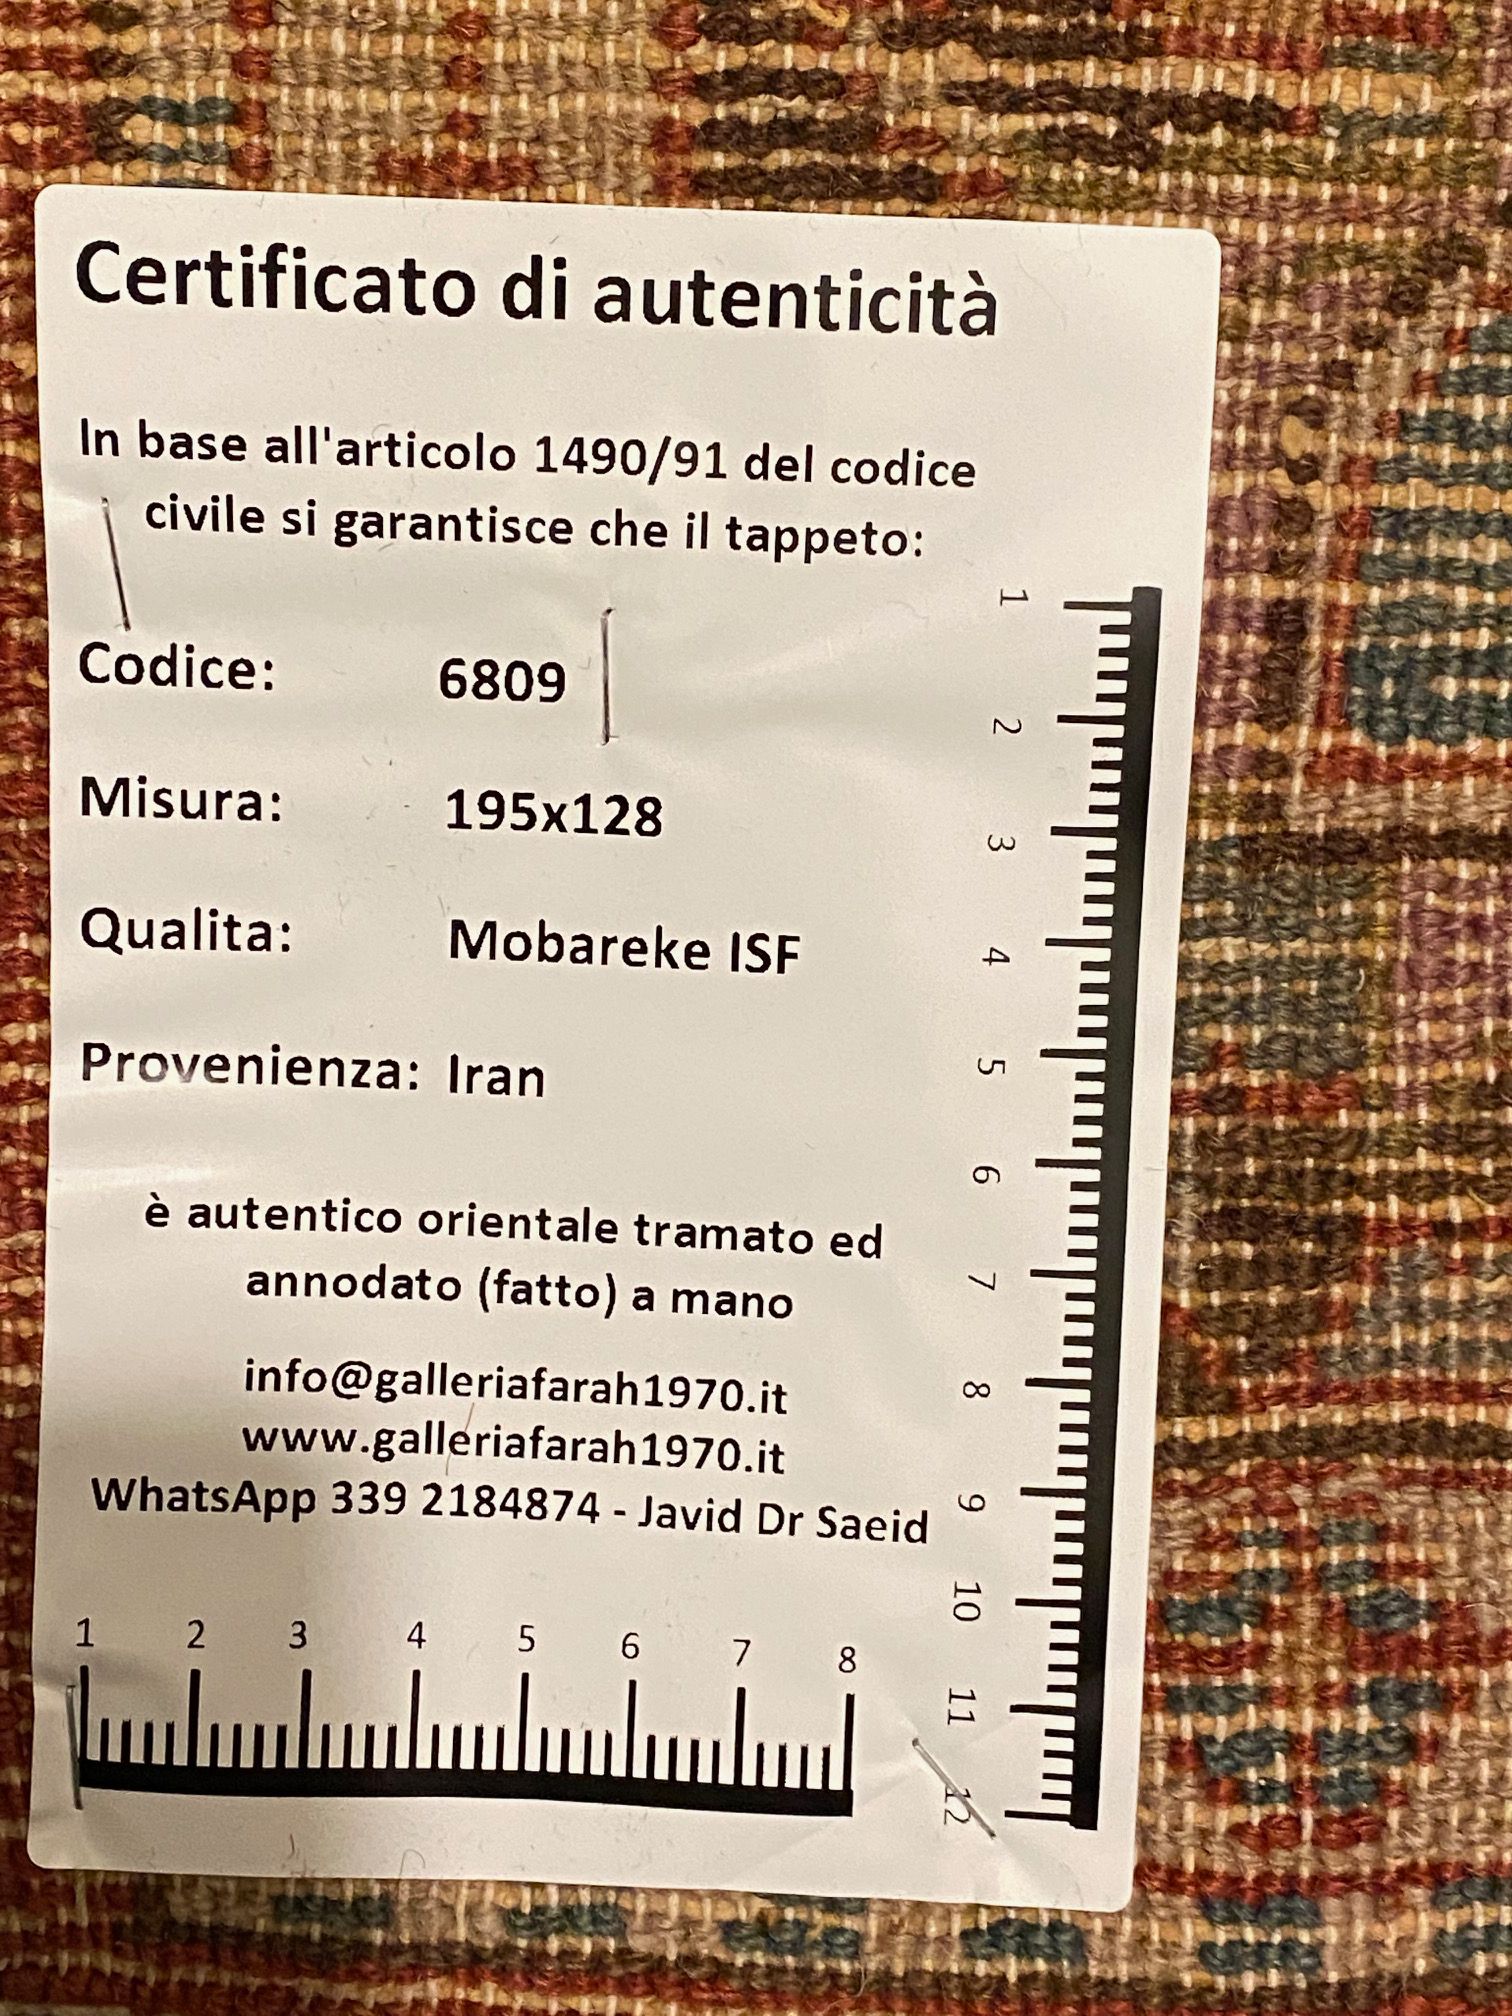 Certificato di autenticità
In base all'articolo 1490/91 del codice
civile si garantisce che il tappeto:
Codice: 6809
Misura: 195x128
Qualita: Mobareke ISF
Provenienza: Iran
è autentico orientale tramato ed
annodato (fatto) a mano
info@galleriafarah1970.it
www.galleriafarah1970.it
WhatsApp 339 2184874 - Javid Dr Saeid
1 2 3 4 5 6 7 8
1
2
3
4
5
6
7
8
9
10
11
12